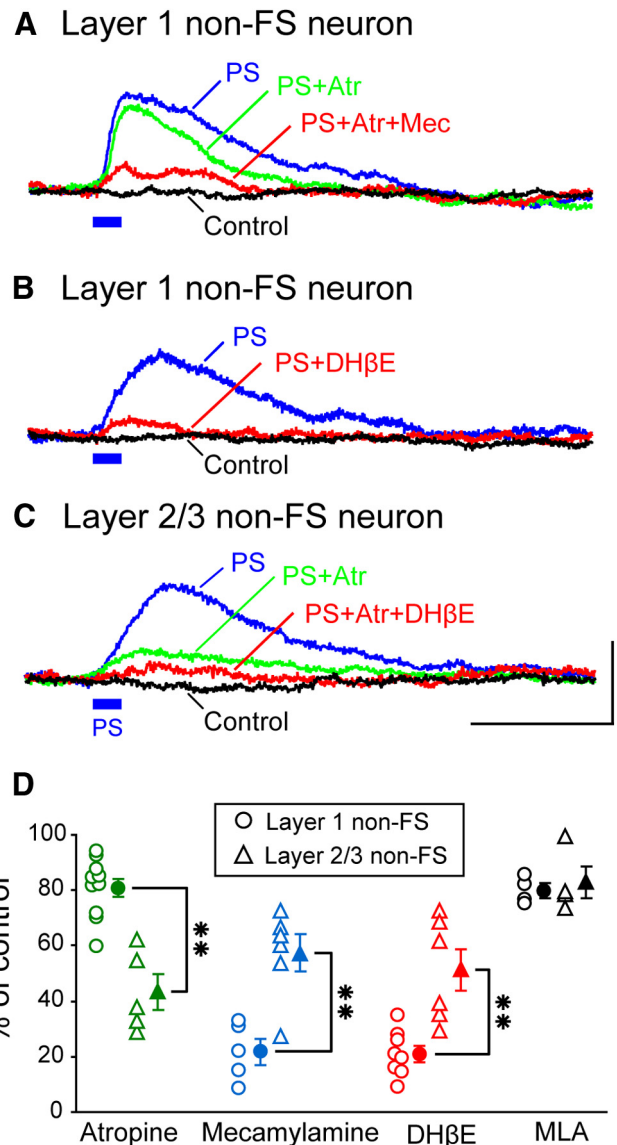 A Layer 1 non-FS neuron
PS
PS+Atr
PS+Atr+Mec
Control
B Layer 1 non-FS neuron
PS
PS+DHβE
Control
C Layer 2/3 non-FS neuron
PS
PS+Atr
PS+Atr+DHβE
Control
PS
D
% of control
Layer 1 non-FS
Layer 2/3 non-FS
100
80
60
40
20
0
**
**
**
Atropine Mecamylamine DHβE MLA